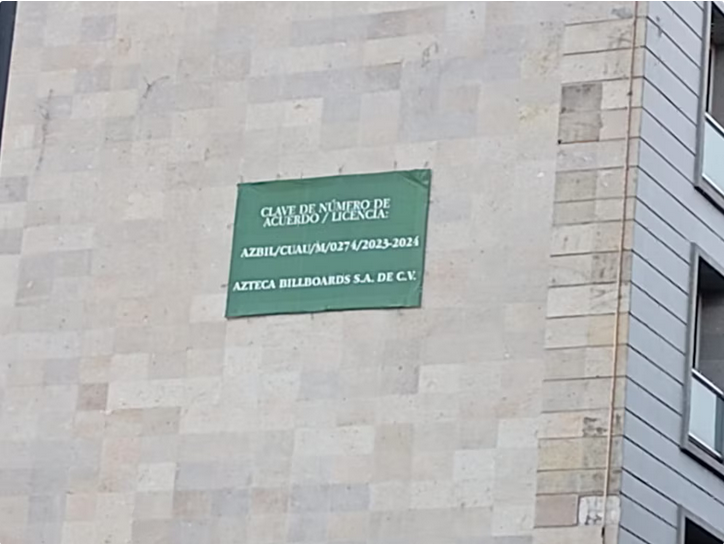 CLAVE DE NÚMERO DE
ACUERDO / LICENCIA:
AZBIL/CUAU/M/0274/2023-2024
AZTECA BILLBOARDS S.A. DE C.V.